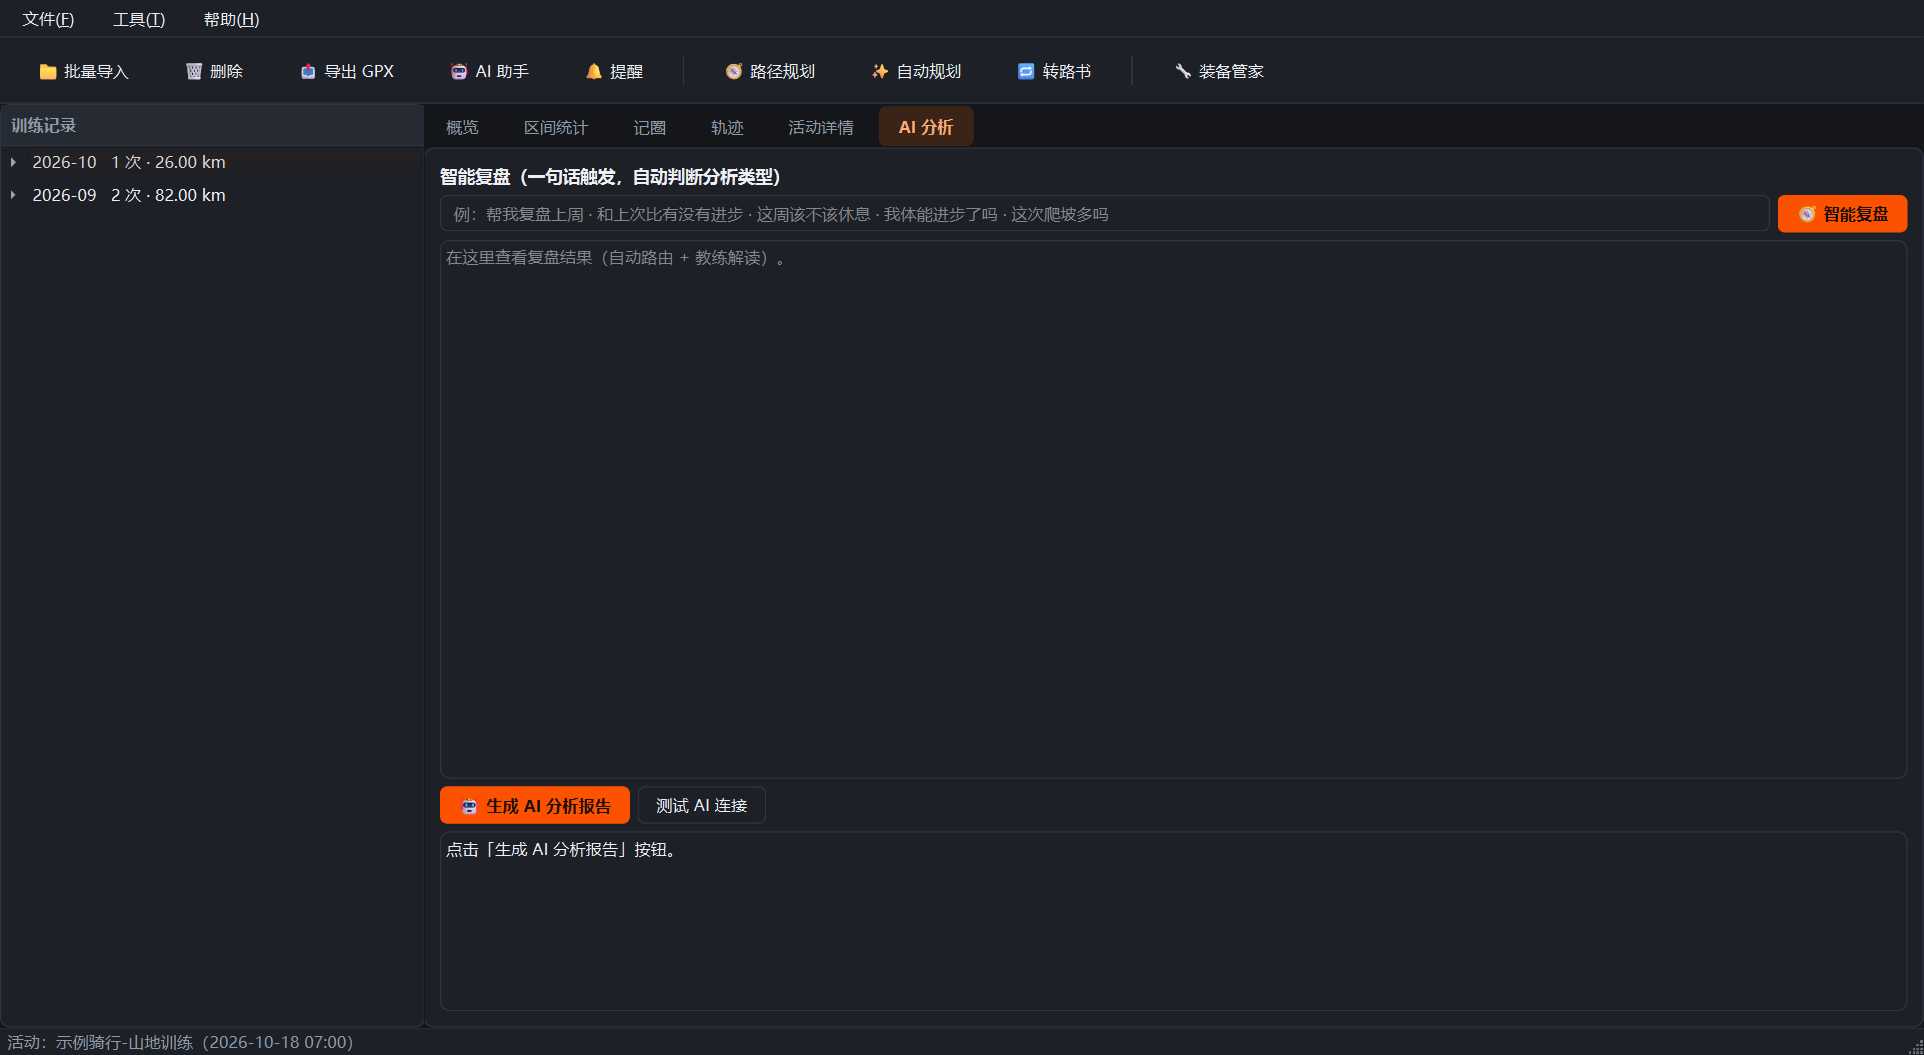 文件(F) 工具(T) 帮助(H)
批量导入 删除 导出 GPX AI 助手 提醒 路径规划 自动规划 转路书 装备管家
训练记录
2026-10 1 次 · 26.00 km
2026-09 2 次 · 82.00 km
概览 区间统计 记圈 轨迹 活动详情 AI 分析
智能复盘（一句话触发，自动判断分析类型）
例：帮我复盘上周 · 和上次比有没有进步 · 这周该不该休息 · 我体能进步了吗 · 这次爬坡多吗
智能复盘
在这里查看复盘结果（自动路由 + 教练解读）。
生成 AI 分析报告 测试 AI 连接
点击「生成 AI 分析报告」按钮。
活动：示例骑行-山地训练（2026-10-18 07:00）